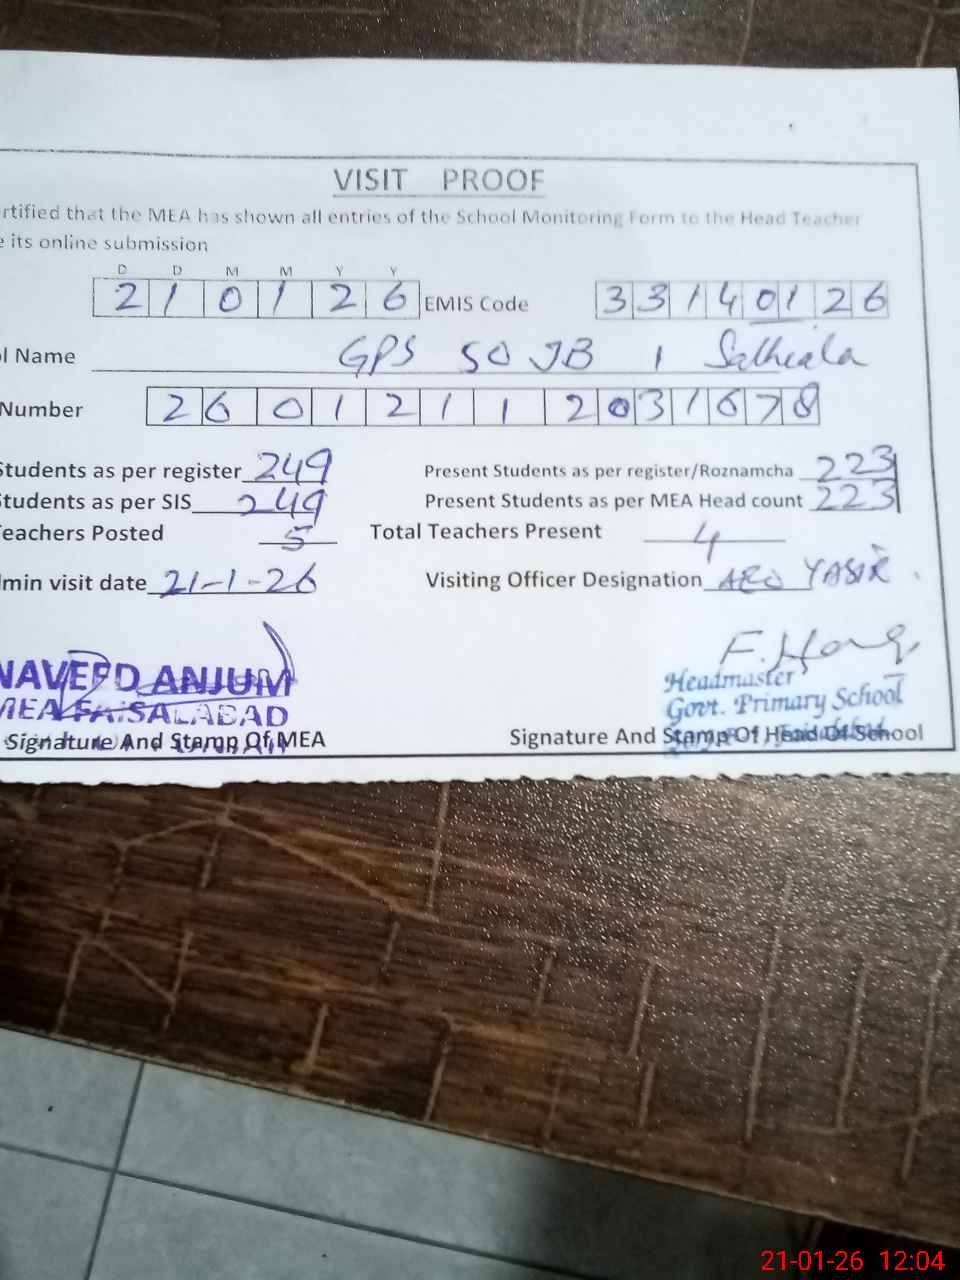 VISIT PROOF
rtified that the MEA has shown all entries of the School Monitoring Form to the Head Teacher
e its online submission
D D M M Y Y
2 1 0 1 2 6 EMIS Code 3 3 1 4 0 1 2 6
l Name GPS 50 JB 1
Number 2 6 0 1 2 1 1 2 0 3 1 6 7 8
Students as per register 249 Present Students as per register/Roznamcha 223
Students as per SIS 249 Present Students as per MEA Head count 223
eachers Posted 5 Total Teachers Present 4
min visit date 21-1-26 Visiting Officer Designation AEO YASIR
NAVEED ANJUM
MEA FAISALABAD
Headmaster
Govt. Primary School
Signature And Stamp Of MEA Signature And Stamp Of Head Of School
21-01-26 12:04